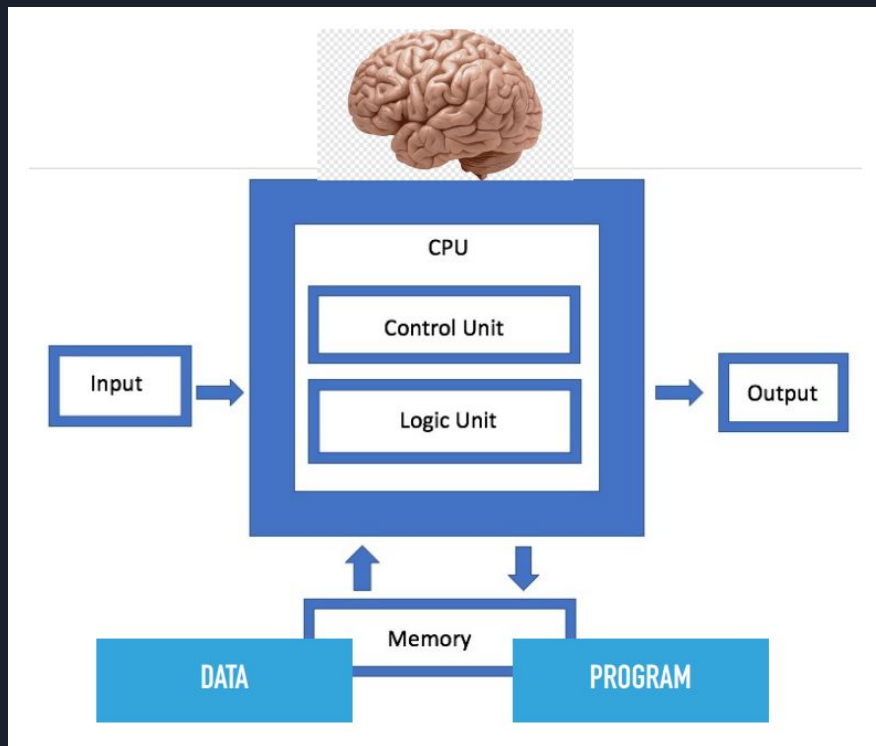 CPU
Control Unit
Input
Logic Unit
Output
Memory
DATA
PROGRAM